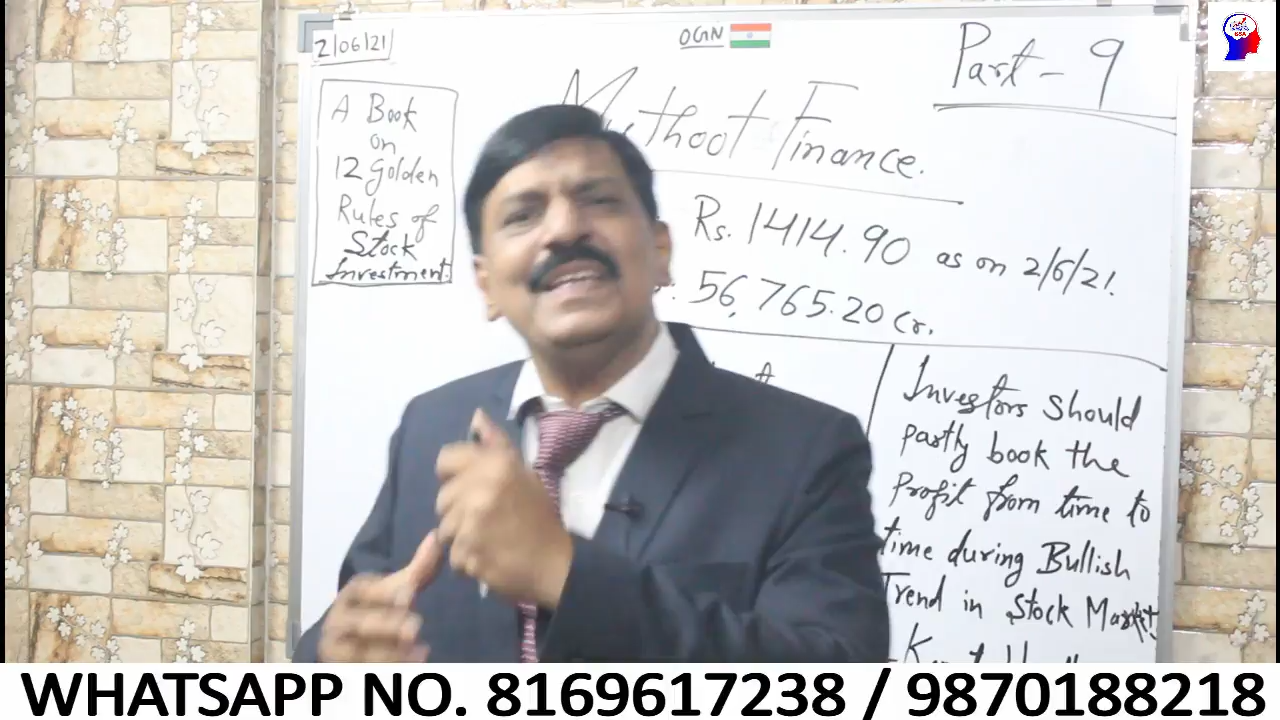 2/06/21
OGN
Part - 9
A Book
on
12 Golden
Rules of
Stock
Investment.
Muthoot Finance.
Rs. 1414.90 as on 2/6/21.
56,765.20 Cr.
Investors should
partly book the
Profit from time to
time during Bullish
Trend in Stock Market.
WHATSAPP NO. 8169617238 / 9870188218